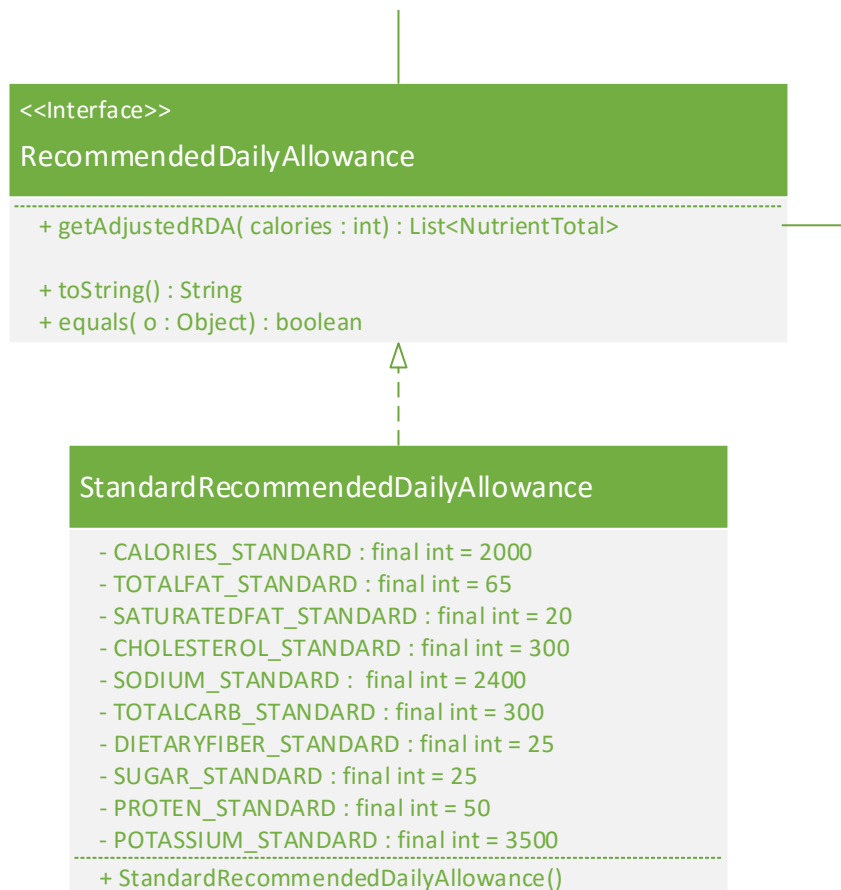 <<Interface>>
RecommendedDailyAllowance
+ getAdjustedRDA( calories : int) : List<NutrientTotal>
+ toString() : String
+ equals( o : Object) : boolean
StandardRecommendedDailyAllowance
- CALORIES_STANDARD : final int = 2000
- TOTALFAT_STANDARD : final int = 65
- SATURATEDFAT_STANDARD : final int = 20
- CHOLESTEROL_STANDARD : final int = 300
- SODIUM_STANDARD :  final int = 2400
- TOTALCARB_STANDARD : final int = 300
- DIETARYFIBER_STANDARD : final int = 25
- SUGAR_STANDARD : final int = 25
- PROTEN_STANDARD : final int = 50
- POTASSIUM_STANDARD : final int = 3500
+ StandardRecommendedDailyAllowance()